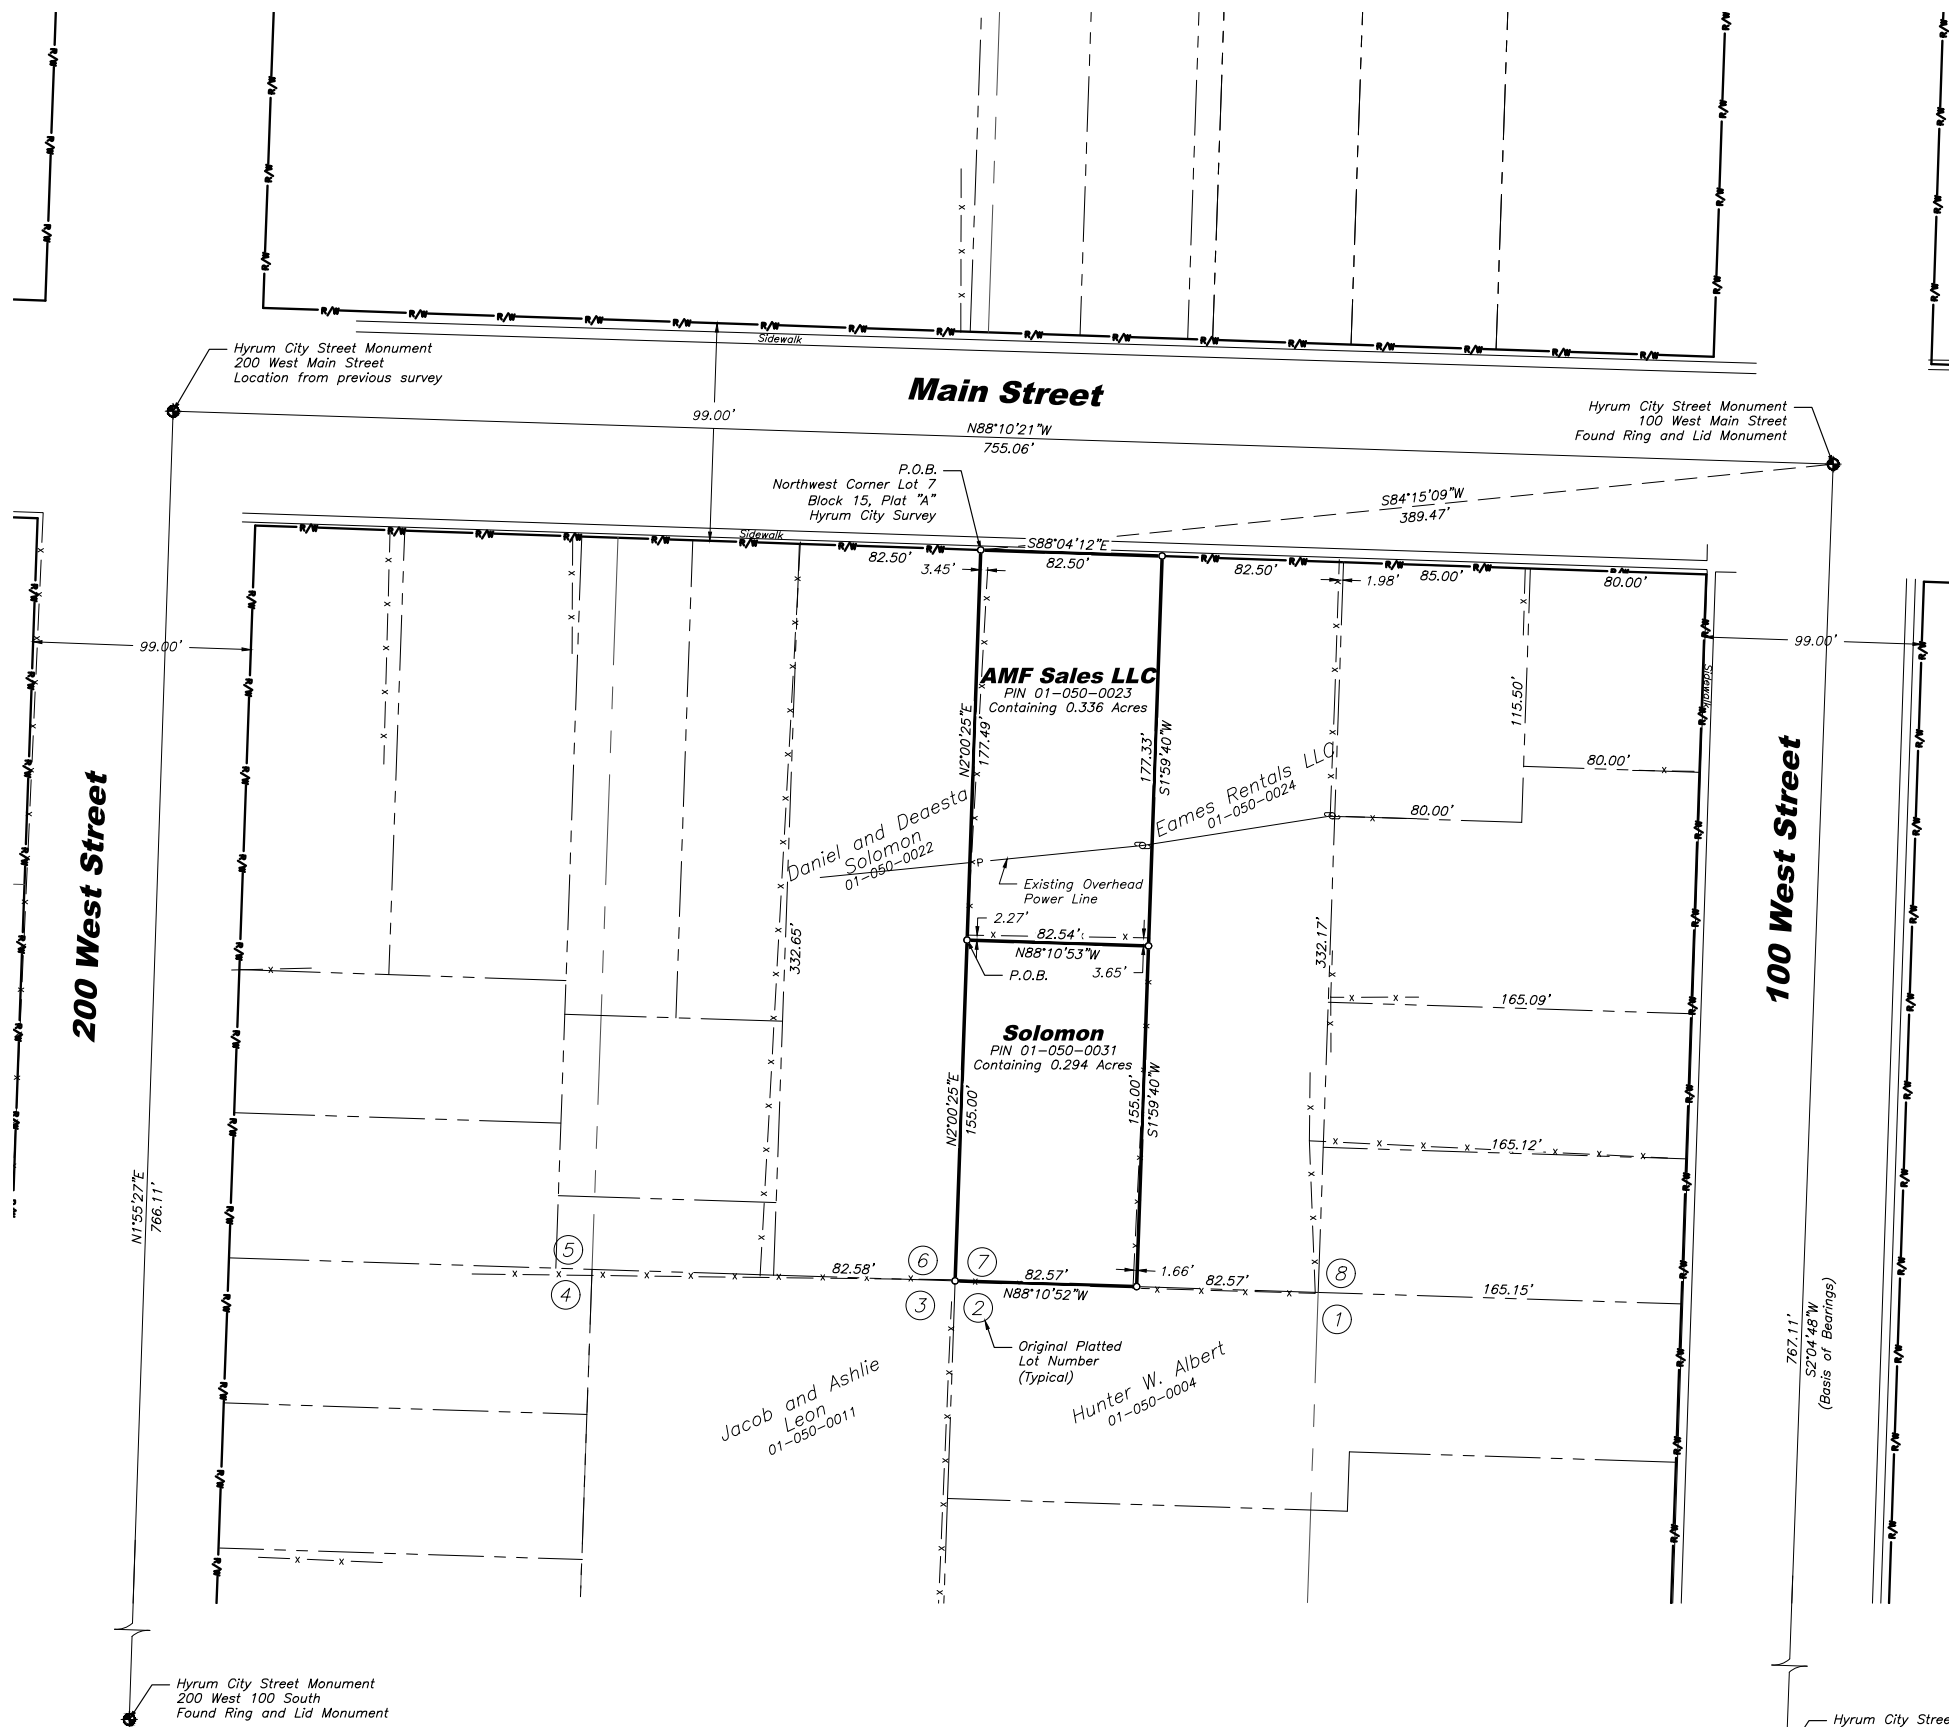 Sidewalk
Hyrum City Street Monument
200 West Main Street
Location from previous survey
Main Street
99.00'
N88°10'21"W
755.06'
Hyrum City Street Monument
100 West Main Street
Found Ring and Lid Monument
P.O.B.
Northwest Corner Lot 7
Block 15, Plat "A"
Hyrum City Survey
S84°15'09"W
389.47'
Sidewalk
S88°04'12"E
82.50'
3.45'
82.50'
82.50'
1.98'
85.00'
80.00'
99.00'
99.00'
Sidewalk
AMF Sales LLC
PIN 01-050-0023
Containing 0.336 Acres
N2°00'25"E
177.49'
177.33'
S1°59'40"W
115.50'
80.00'
80.00'
Daniel and Deaesta
Solomon
01-050-0022
Eames Rentals LLC
01-050-0024
P
Existing Overhead
Power Line
200 West Street
100 West Street
332.65'
332.17'
2.27'
82.54'
N88°10'53"W
P.O.B.
3.65'
165.09'
Solomon
PIN 01-050-0031
Containing 0.294 Acres
N2°00'25"E
155.00'
155.00'
S1°59'40"W
165.12'
N1°55'27"E
766.11'
5
6
7
8
82.58'
82.57'
N88°10'52"W
1.66'
82.57'
165.15'
4
3
2
1
Original Platted
Lot Number
(Typical)
Jacob and Ashlie
Leon
01-050-0011
Hunter W. Albert
01-050-0004
767.11'
S2°04'48"W
(Basis of Bearings)
Hyrum City Street Monument
200 West 100 South
Found Ring and Lid Monument
Hyrum City Stree
R/W